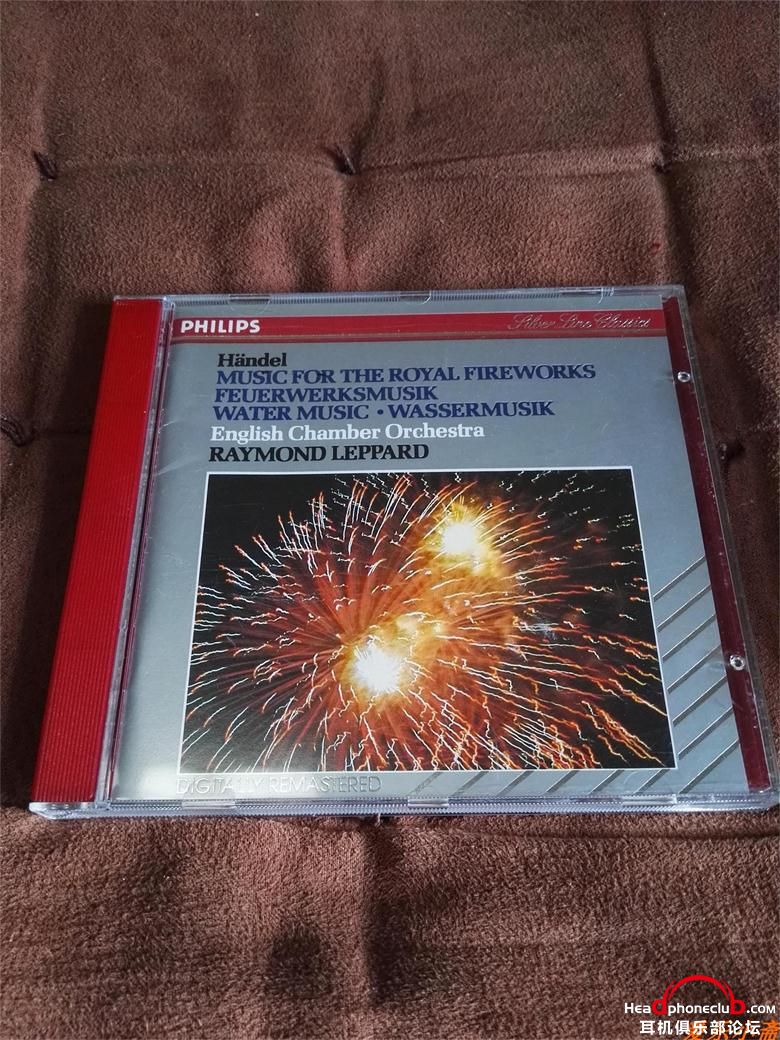 PHILIPS
Silver Line Classics
Händel
MUSIC FOR THE ROYAL FIREWORKS
FEUERWERKSMUSIK
WATER MUSIC • WASSERMUSIK
English Chamber Orchestra
RAYMOND LEPPARD
DIGITALLY REMASTERED
HeadphoneclUb.com
耳机俱乐部论坛